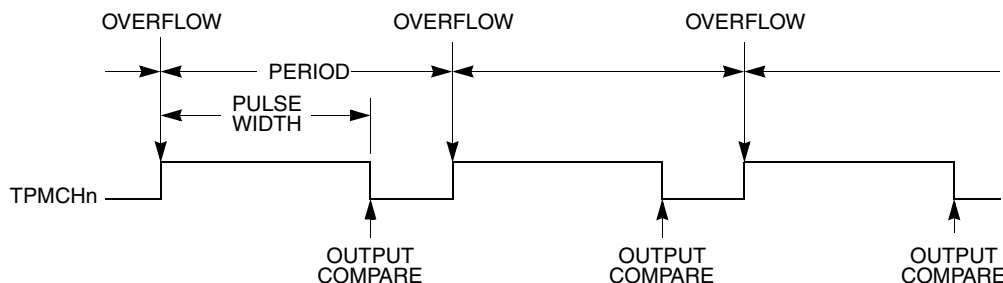 OVERFLOW OVERFLOW OVERFLOW
PERIOD
PULSE
WIDTH
TPMCHn
OUTPUT
COMPARE
OUTPUT
COMPARE
OUTPUT
COMPARE